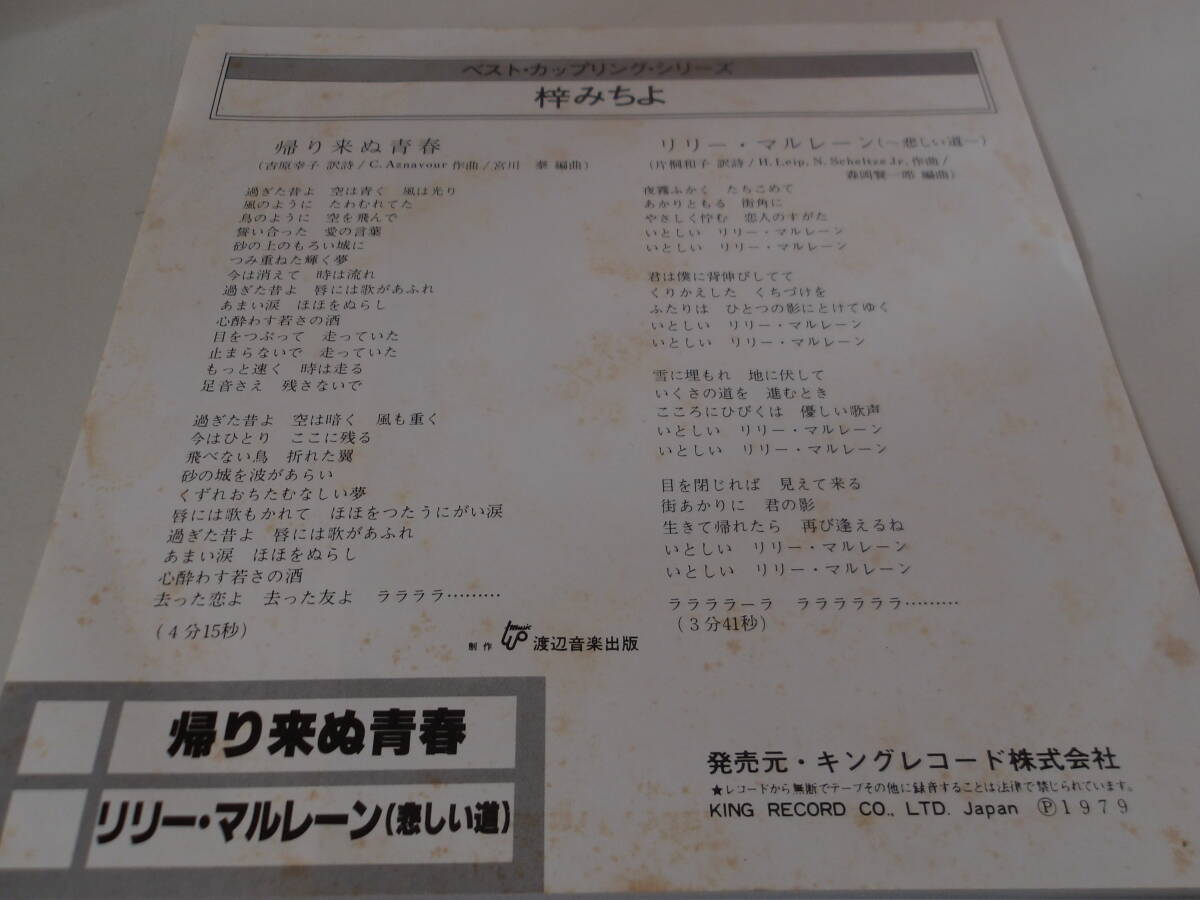 ベスト・カップリング・シリーズ
梓みちよ
帰り来ぬ青春
(吉原幸子 訳詩/C. Aznavour 作曲/宮川 泰 編曲)
過ぎた昔よ 空は青く 風は光り
風のように たわむれてた
鳥のように 空を飛んで
誓い合った 愛の言葉
砂の上のもろい城に
つみ重ねた輝く夢
今は消えて 時は流れ
過ぎた昔よ 唇には歌があふれ
あまい涙 ほほをぬらし
心酔わす若さの酒
目をつぶって 走っていた
止まらないで 走っていた
もっと速く 時は走る
足音さえ 残さないで
過ぎた昔よ 空は暗く 風も重く
今はひとり ここに残る
飛べない鳥 折れた翼
砂の城を波があらい
くずれおちたむなしい夢
唇には歌もかれて ほほをつたうにがい涙
過ぎた昔よ 唇には歌があふれ
あまい涙 ほほをぬらし
心酔わす若さの酒
去った恋よ 去った友よ ララララ………
(4分15秒)
リリー・マルレーン(〜悲しい道〜)
(片桐和子 訳詩/H. Leip, N. Scheltze Jr. 作曲/
森岡賢一郎 編曲)
夜霧ふかく たちこめて
あかりともる 街角に
やさしく佇む 恋人のすがた
いとしい リリー・マルレーン
いとしい リリー・マルレーン
君は僕に背伸びしてて
くりかえした くちづけを
ふたりは ひとつの影にとけてゆく
いとしい リリー・マルレーン
いとしい リリー・マルレーン
雪に埋もれ 地に伏して
いくさの道を 進むとき
こころにひびくは 優しい歌声
いとしい リリー・マルレーン
いとしい リリー・マルレーン
目を閉じれば 見えて来る
街あかりに 君の影
生きて帰れたら 再び逢えるね
いとしい リリー・マルレーン
いとしい リリー・マルレーン
ララララーラ ララララララ………
(3分41秒)
制作 Music 渡辺音楽出版
帰り来ぬ青春
リリー・マルレーン(悲しい道)
発売元・キングレコード株式会社
★レコードから無断でテープその他に録音することは法律で禁じられています。
KING RECORD CO., LTD. Japan Ⓟ1979